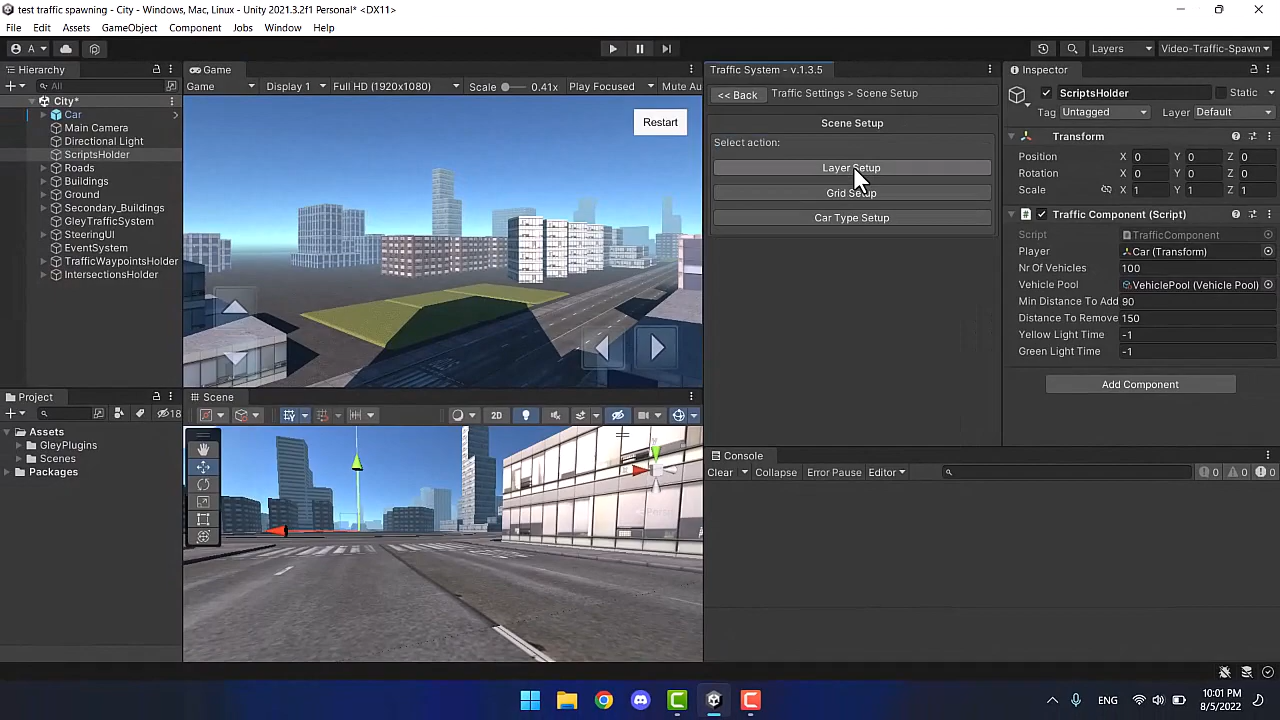 test traffic spawning - City - Windows, Mac, Linux - Unity 2021.3.2f1 Personal* <DX11>
File Edit Assets GameObject Component Jobs Window Help
A Layers Video-Traffic-Spawn
Hierarchy
All
City*
Car
Main Camera
Directional Light
ScriptsHolder
Roads
Buildings
Ground
Secondary_Buildings
GleyTrafficSystem
SteeringUI
EventSystem
TrafficWaypointsHolder
IntersectionsHolder
Game
Game Display 1 Full HD (1920x1080) Scale 0.41x Play Focused Mute Au
Restart
Traffic System - v.1.3.5
<< Back Traffic Settings > Scene Setup
Scene Setup
Select action:
Layer Setup
Grid Setup
Car Type Setup
Inspector
ScriptsHolder Static
Tag Untagged Layer Default
Transform
Position X 0 Y 0 Z 0
Rotation X 0 Y 0 Z 0
Scale X 1 Y 1 Z 1
Traffic Component (Script)
Script TrafficComponent
Player Car (Transform)
Nr Of Vehicles 100
Vehicle Pool VehiclePool (Vehicle Pool)
Min Distance To Add 90
Distance To Remove 150
Yellow Light Time -1
Green Light Time -1
Add Component
Project
18
Assets
GleyPlugins
Scenes
Packages
Scene
2D
Console
Clear Collapse Error Pause Editor 0 0 0
ENG
10:01 PM
8/5/2022